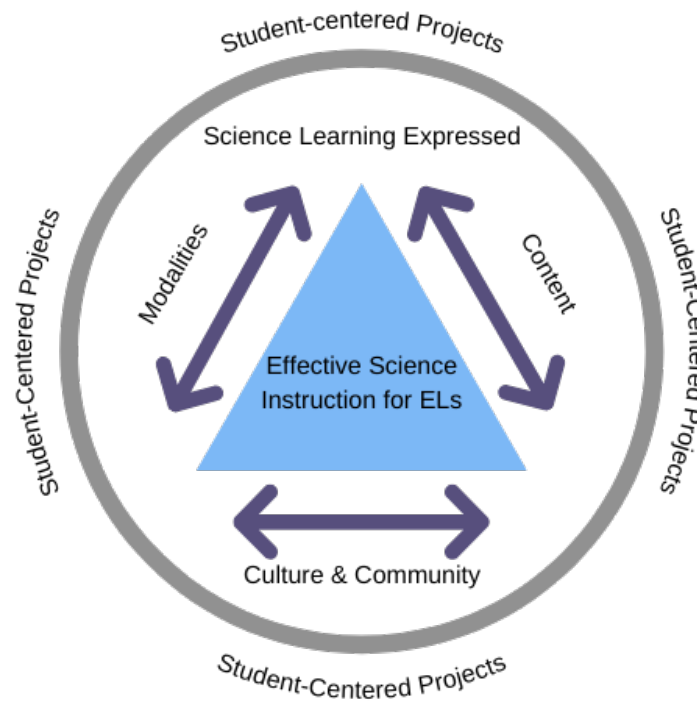 Student-centered Projects
Science Learning Expressed
Modalities
Content
Student-Centered Projects
Student-Centered Projects
Effective Science
Instruction for ELs
Culture & Community
Student-Centered Projects